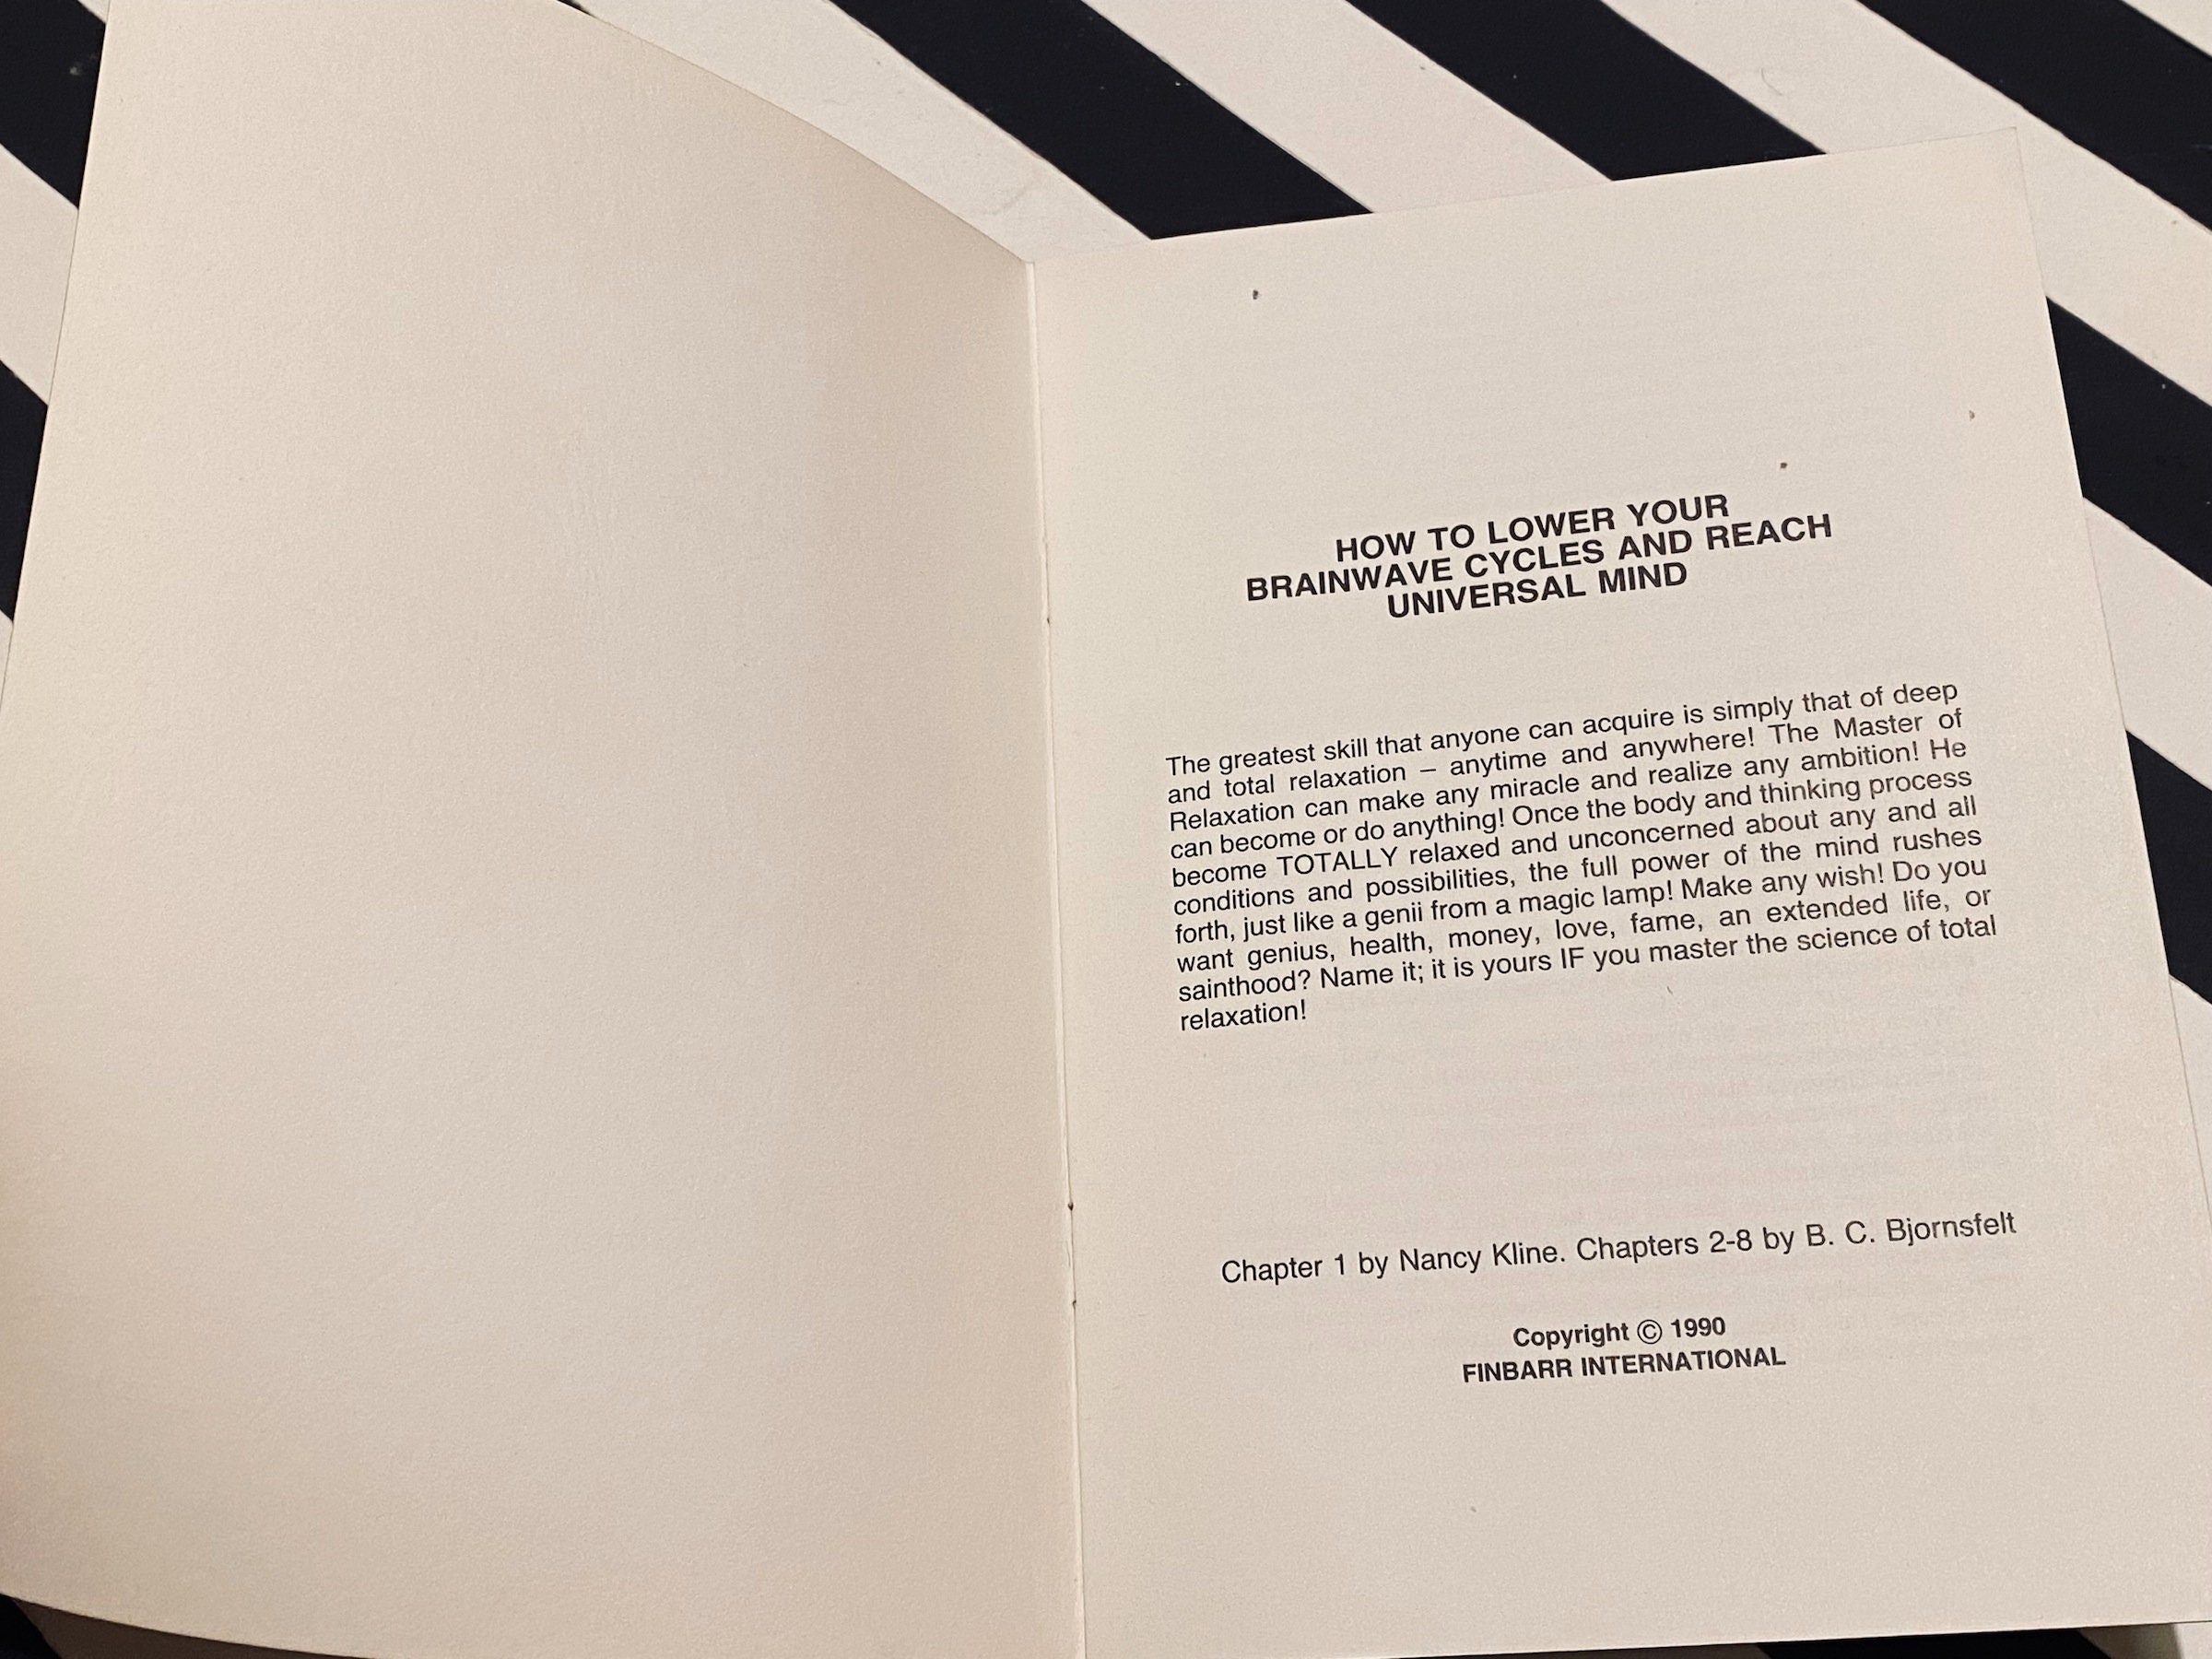 HOW TO LOWER YOUR
BRAINWAVE CYCLES AND REACH
UNIVERSAL MIND
The greatest skill that anyone can acquire is simply that of deep
and total relaxation – anytime and anywhere! The Master of
Relaxation can make any miracle and realize any ambition! He
can become or do anything! Once the body and thinking process
become TOTALLY relaxed and unconcerned about any and all
conditions and possibilities, the full power of the mind rushes
forth, just like a genii from a magic lamp! Make any wish! Do you
want genius, health, money, love, fame, an extended life, or
sainthood? Name it; it is yours IF you master the science of total
relaxation!
Chapter 1 by Nancy Kline. Chapters 2-8 by B. C. Bjornsfelt
Copyright © 1990
FINBARR INTERNATIONAL